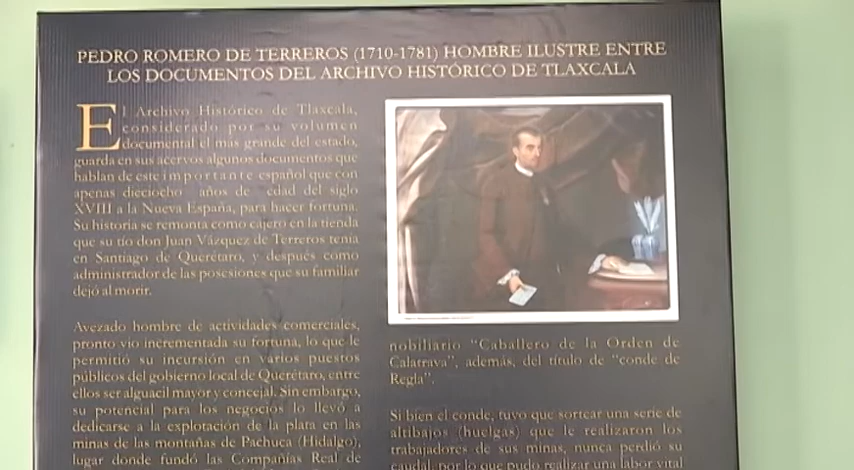 PEDRO ROMERO DE TERREROS (1710-1781) HOMBRE ILUSTRE ENTRE
LOS DOCUMENTOS DEL ARCHIVO HISTÓRICO DE TLAXCALA
El Archivo Histórico de Tlaxcala,
considerado por su volumen
documental el más grande del estado,
guarda en sus acervos algunos documentos que
hablan de este importante español que con
apenas dieciocho años de edad del siglo
XVIII a la Nueva España, para hacer fortuna.
Su historia se remonta como cajero en la tienda
que su tío don Juan Vázquez de Terreros tenía
en Santiago de Querétaro, y después como
administrador de las posesiones que su familiar
dejó al morir.
Avezado hombre de actividades comerciales,
pronto vio incrementada su fortuna, lo que le
permitió su incursión en varios puestos
públicos del gobierno local de Querétaro, entre
ellos ser alguacil mayor y concejal. Sin embargo,
su potencial para los negocios lo llevó a
dedicarse a la explotación de la plata en las
minas de las montañas de Pachuca (Hidalgo),
lugar donde fundó las Compañías Real de
nobiliario "Caballero de la Orden de
Calatrava", además, del título de "conde de
Regla".
Si bien el conde, tuvo que sortear una serie de
altibajos (huelgas) que le realizaron los
trabajadores de sus minas, nunca perdió su
caudal, por lo que pudo realizar una labor vital